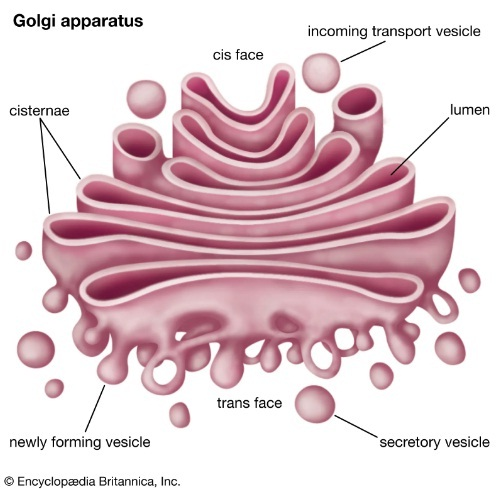 Golgi apparatus
incoming transport vesicle
cis face
cisternae
lumen
trans face
newly forming vesicle
secretory vesicle
© Encyclopædia Britannica, Inc.